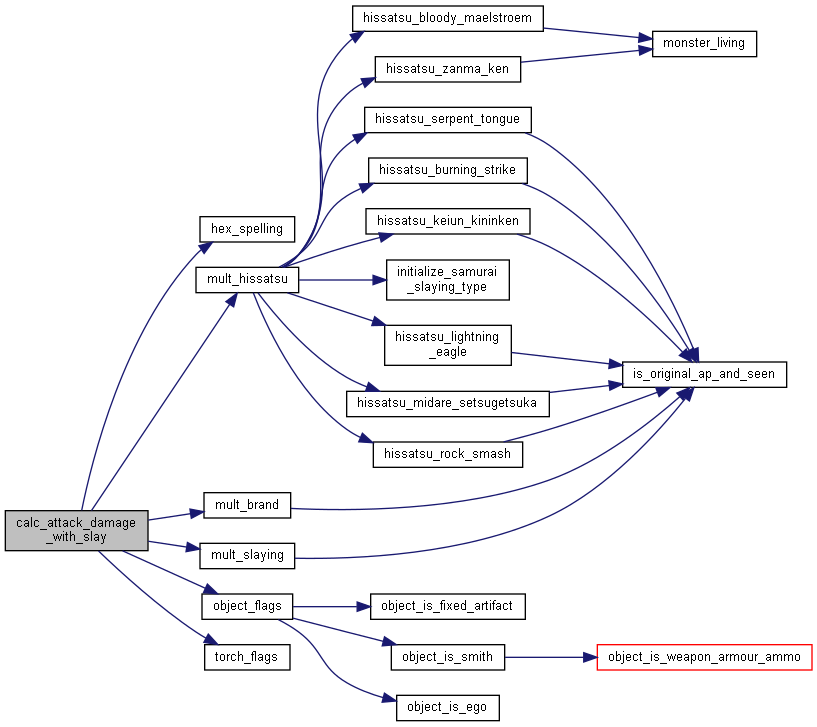 hissatsu_bloody_maelstroem
monster_living
hissatsu_zanma_ken
hissatsu_serpent_tongue
hissatsu_burning_strike
hissatsu_keiun_kininken
hex_spelling
mult_hissatsu
initialize_samurai
_slaying_type
hissatsu_lightning
_eagle
is_original_ap_and_seen
hissatsu_midare_setsugetsuka
hissatsu_rock_smash
mult_brand
calc_attack_damage
_with_slay
mult_slaying
object_flags
object_is_fixed_artifact
torch_flags
object_is_smith
object_is_weapon_armour_ammo
object_is_ego